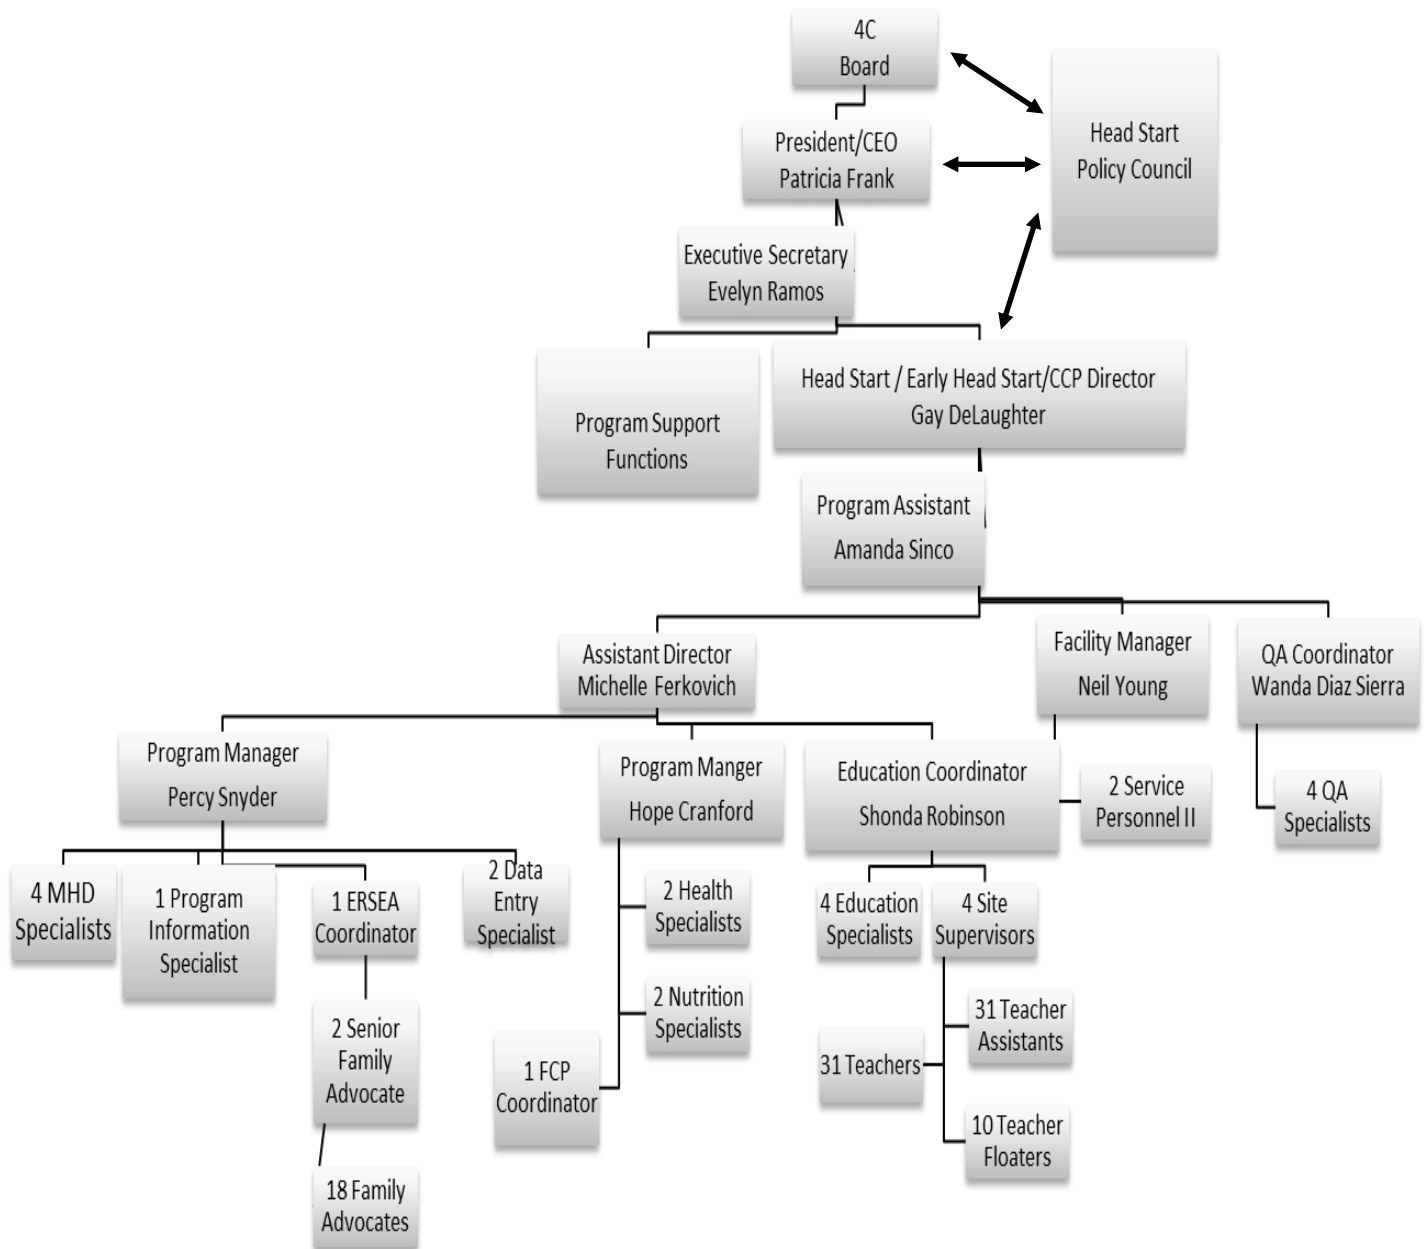 4C
Board
Head Start
Policy Council
President/CEO
Patricia Frank
Executive Secretary
Evelyn Ramos
Program Support
Functions
Head Start / Early Head Start/CCP Director
Gay DeLaughter
Program Assistant
Amanda Sinco
Assistant Director
Michelle Ferkovich
Facility Manager
Neil Young
QA Coordinator
Wanda Diaz Sierra
Program Manager
Percy Snyder
Program Manger
Hope Cranford
Education Coordinator
Shonda Robinson
2 Service
Personnel II
4 QA
Specialists
4 MHD
Specialists
1 Program
Information
Specialist
1 ERSEA
Coordinator
2 Data
Entry
Specialist
2 Health
Specialists
4 Education
Specialists
4 Site
Supervisors
2 Senior
Family
Advocate
2 Nutrition
Specialists
1 FCP
Coordinator
31 Teachers
31 Teacher
Assistants
10 Teacher
Floaters
18 Family
Advocates